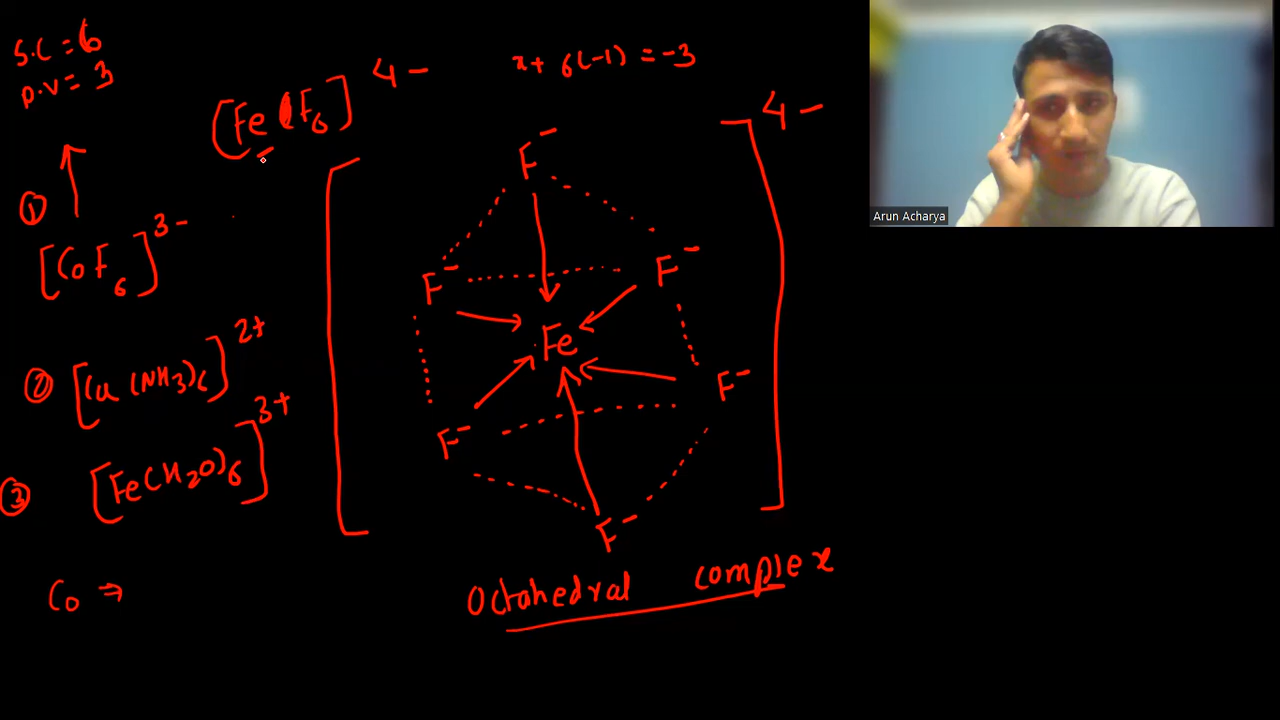 S.C = 6
P.V = 3
[Fe F6]4-
x + 6(-1) = -3
4-
F-
F-
F-
Fe
F-
F-
F-
Octahedral complex
①
[CoF6]3-
② [Cu(NH3)6]2+
③ [Fe(H2O)6]3+
Co ⇒
Arun Acharya